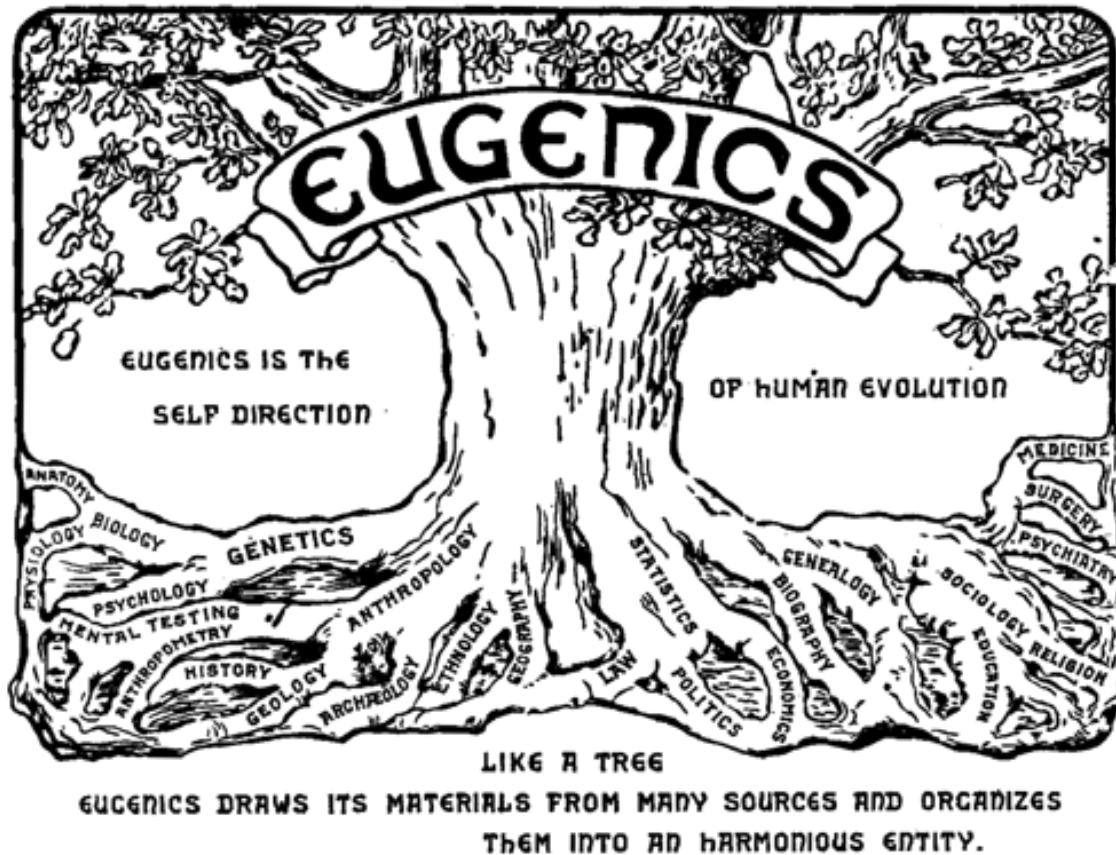 EUGENICS
EUGENICS IS THE
SELF DIRECTION
OF HUMAN EVOLUTION
ANATOMY
PHYSIOLOGY
BIOLOGY
GENETICS
PSYCHOLOGY
MENTAL TESTING
ANTHROPOMETRY
HISTORY
ANTHROPOLOGY
GEOLOGY
ARCHÆOLOGY
ETHNOLOGY
GEOGRAPHY
LAW
STATISTICS
POLITICS
ECONOMICS
BIOGRAPHY
GENEALOGY
EDUCATION
SOCIOLOGY
RELIGION
PSYCHIATRY
SURGERY
MEDICINE
LIKE A TREE
EUGENICS DRAWS ITS MATERIALS FROM MANY SOURCES AND ORGANIZES
THEM INTO AN HARMONIOUS ENTITY.